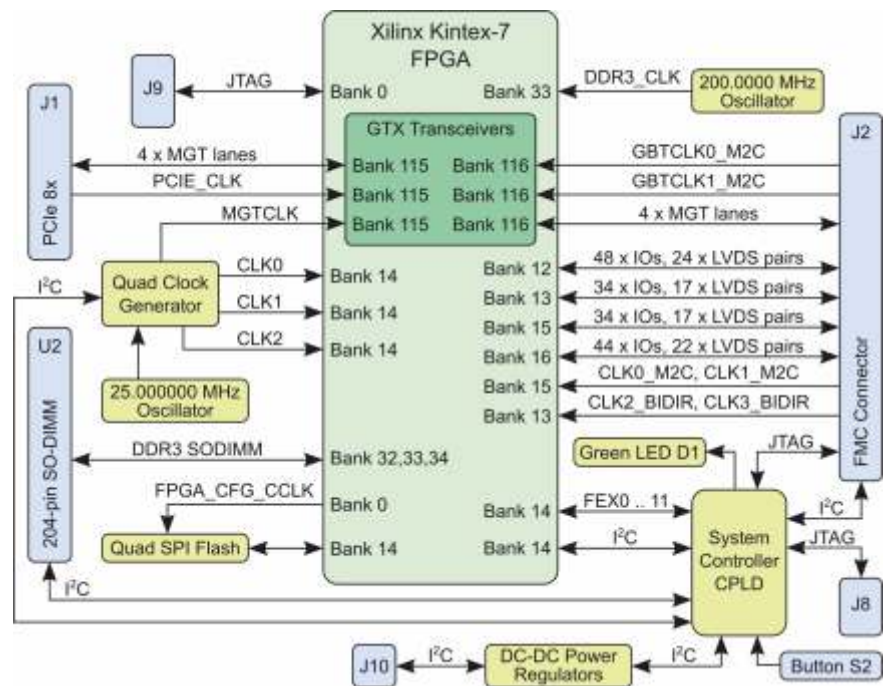 Xilinx Kintex-7
FPGA
J1
PCIe 8x
J9
JTAG
Bank 0
Bank 33
DDR3_CLK
200.0000 MHz
Oscillator
J2
FMC Connector
GTX Transceivers
4 x MGT lanes
Bank 115
Bank 116
GBTCLK0_M2C
PCIE_CLK
Bank 115
Bank 116
GBTCLK1_M2C
MGTCLK
Bank 115
Bank 116
4 x MGT lanes
I²C
Quad Clock
Generator
CLK0
Bank 14
CLK1
Bank 14
CLK2
Bank 14
Bank 12
48 x IOs, 24 x LVDS pairs
Bank 13
34 x IOs, 17 x LVDS pairs
Bank 15
34 x IOs, 17 x LVDS pairs
Bank 16
44 x IOs, 22 x LVDS pairs
Bank 15
CLK0_M2C, CLK1_M2C
Bank 13
CLK2_BIDIR, CLK3_BIDIR
25.000000 MHz
Oscillator
U2
204-pin SO-DIMM
DDR3 SODIMM
Bank 32,33,34
Green LED D1
JTAG
FPGA_CFG_CCLK
Bank 0
Quad SPI Flash
Bank 14
Bank 14
FEX0 .. 11
Bank 14
I²C
System
Controller
CPLD
I²C
JTAG
J8
I²C
J10
I²C
DC-DC Power
Regulators
I²C
Button S2